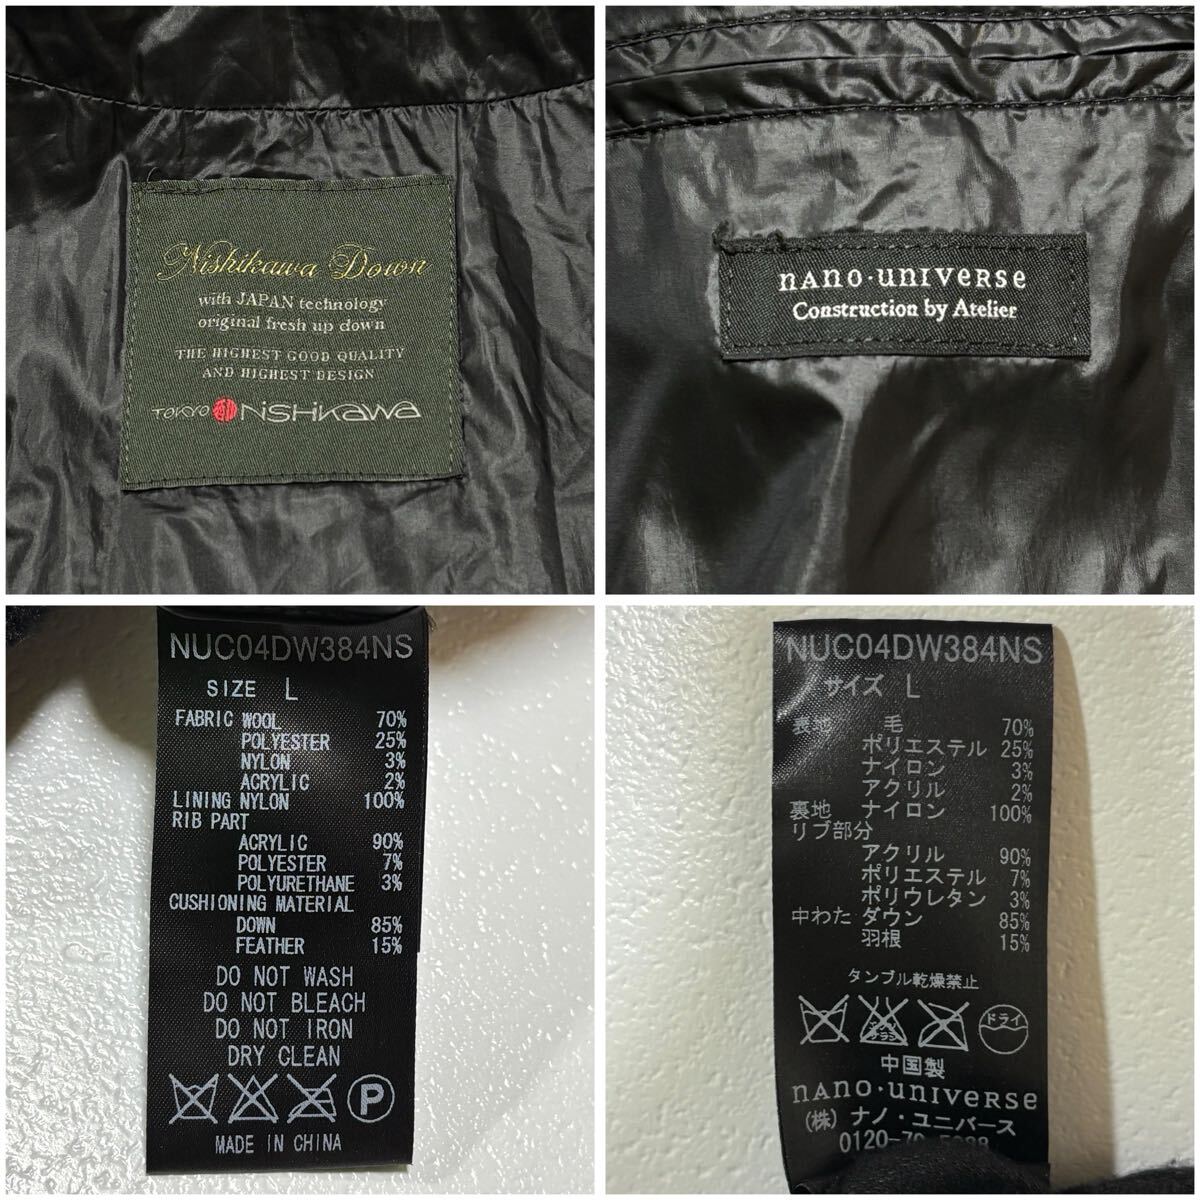 Nishikawa Down
with JAPAN technology
original fresh up down
THE HIGHEST GOOD QUALITY
AND HIGHEST DESIGN
TOKYO NiSHiKaWa
nANO·UNIVERSE
Construction by Atelier
NUC04DW384NS
SIZE L
FABRIC WOOL 70%
POLYESTER 25%
NYLON 3%
ACRYLIC 2%
LINING NYLON 100%
RIB PART
ACRYLIC 90%
POLYESTER 7%
POLYURETHANE 3%
CUSHIONING MATERIAL
DOWN 85%
FEATHER 15%
DO NOT WASH
DO NOT BLEACH
DO NOT IRON
DRY CLEAN
P
MADE IN CHINA
NUC04DW384NS
サイズ L
表地 毛 70%
ポリエステル 25%
ナイロン 3%
アクリル 2%
裏地 ナイロン 100%
リブ部分
アクリル 90%
ポリエステル 7%
ポリウレタン 3%
中わた ダウン 85%
羽根 15%
タンブル乾燥禁止
ドライ
中国製
nANO·UNIVERSE
(株) ナノ・ユニバース